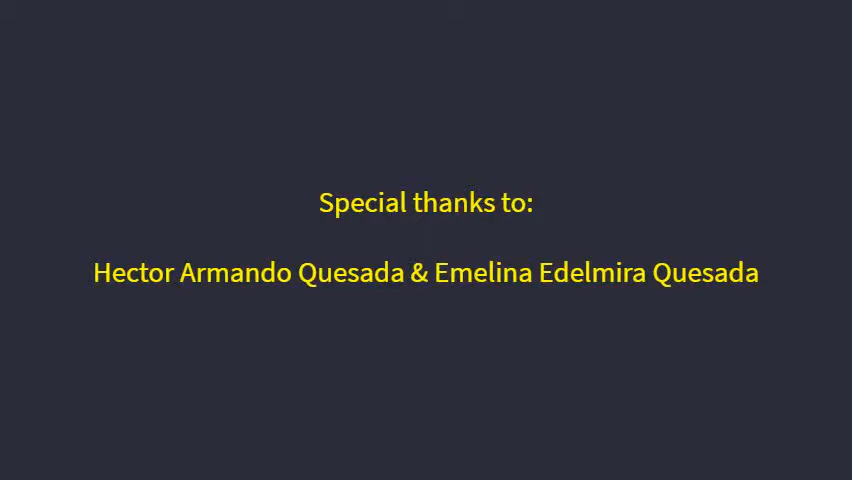 Special thanks to:
Hector Armando Quesada & Emelina Edelmira Quesada